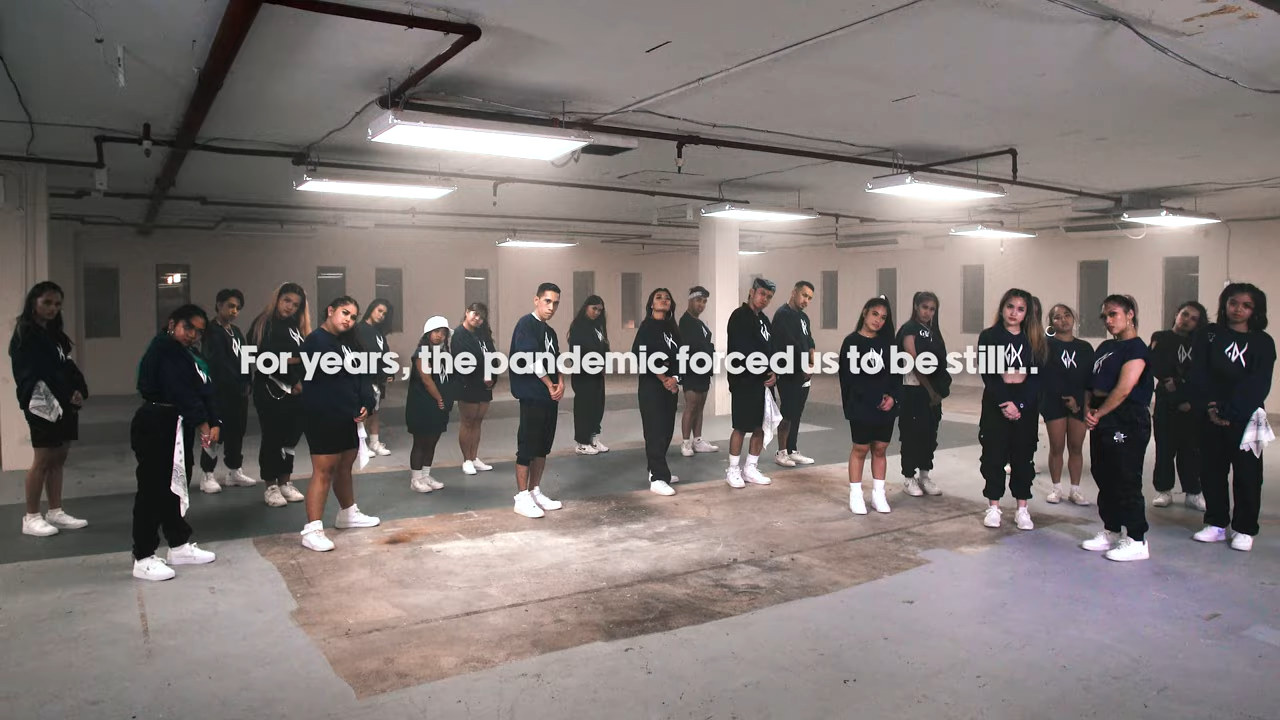 For years, the pandemic forced us to be still...